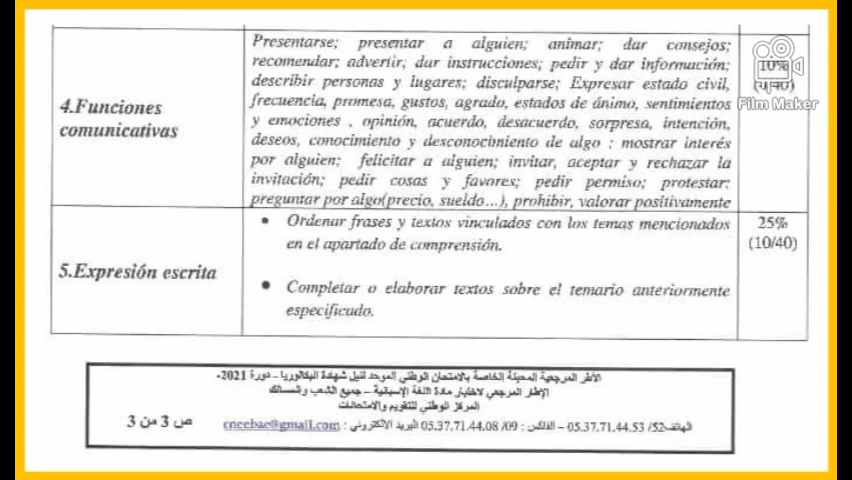 4.Funciones
comunicativas
Presentarse; presentar a alguien; animar; dar consejos;
recomendar; advertir; dar instrucciones; pedir y dar información;
describir personas y lugares; disculparse; Expresar estado civil,
frecuencia, promesa, gustos, agrado, estados de ánimo, sentimientos
y emociones , opinión, acuerdo, desacuerdo, sorpresa, intención,
deseos, conocimiento y desconocimiento de algo ; mostrar interés
por alguien; felicitar a alguien; invitar, aceptar y rechazar la
invitación; pedir cosas y favores; pedir permiso; protestar;
preguntar por algo(precio, sueldo...), prohibir, valorar positivamente
10%
Film Maker
5.Expresión escrita
• Ordenar frases y textos vinculados con los temas mencionados
en el apartado de comprensión.
• Completar o elaborar textos sobre el temario anteriormente
especificado.
25%
(10/40)
الأطر المرجعية المحينة الخاصة بالامتحان الوطني الموحد لنيل شهادة البكالوريا - دورة 2021-
الإطار المرجعي لاختبار مادة اللغة الإسبانية – جميع الشعب والمسالك
المركز الوطني للتقويم والامتحانات
الهاتف:52/ 05.37.71.44.53 – الفاكس : 09/ 05.37.71.44.08 البريد الالكتروني : cneebac@gmail.com
ص 3 من 3